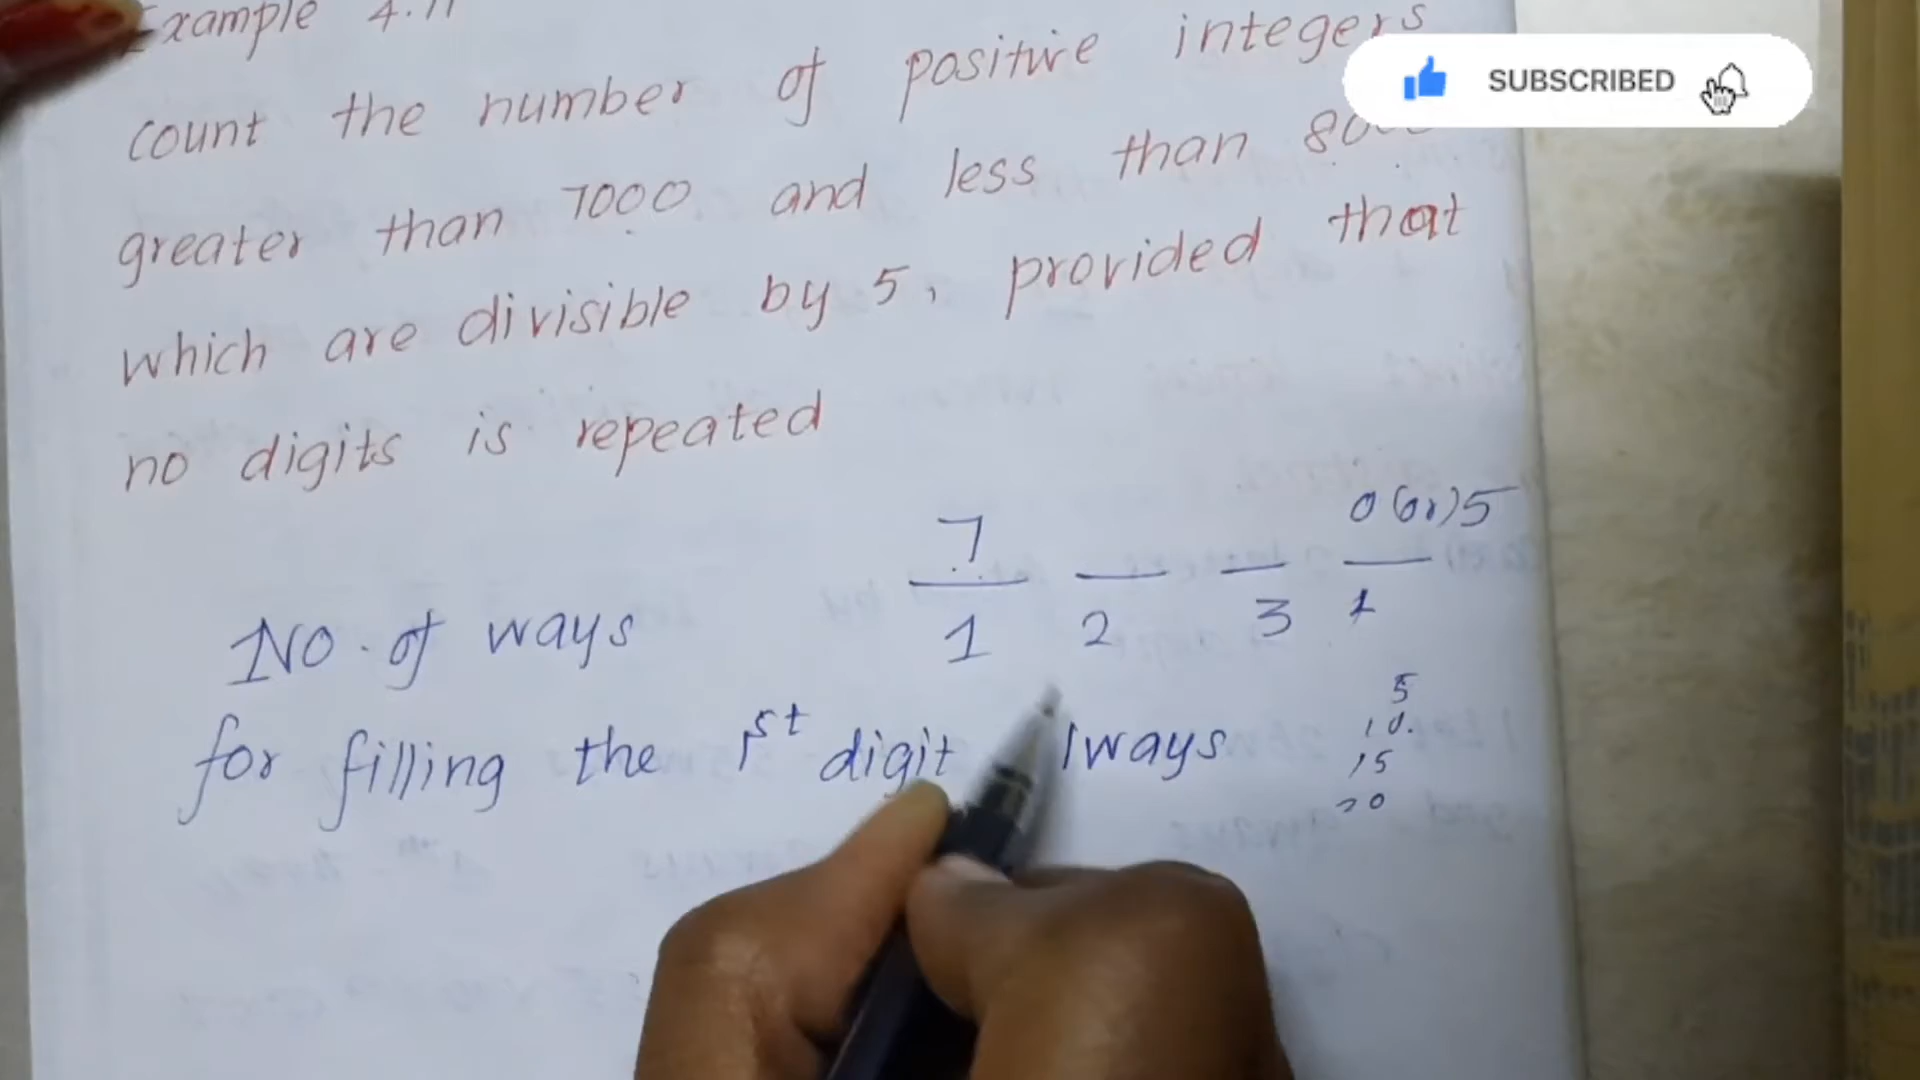 Example 4.11
count the number of positive integers
SUBSCRIBED
greater than 7000 and less than 80
which are divisible by 5, provided that
no digits is repeated
7 0 (or) 5
No. of ways 1 2 3 4
for filling the 1st digit 1ways
5
10.
15
20